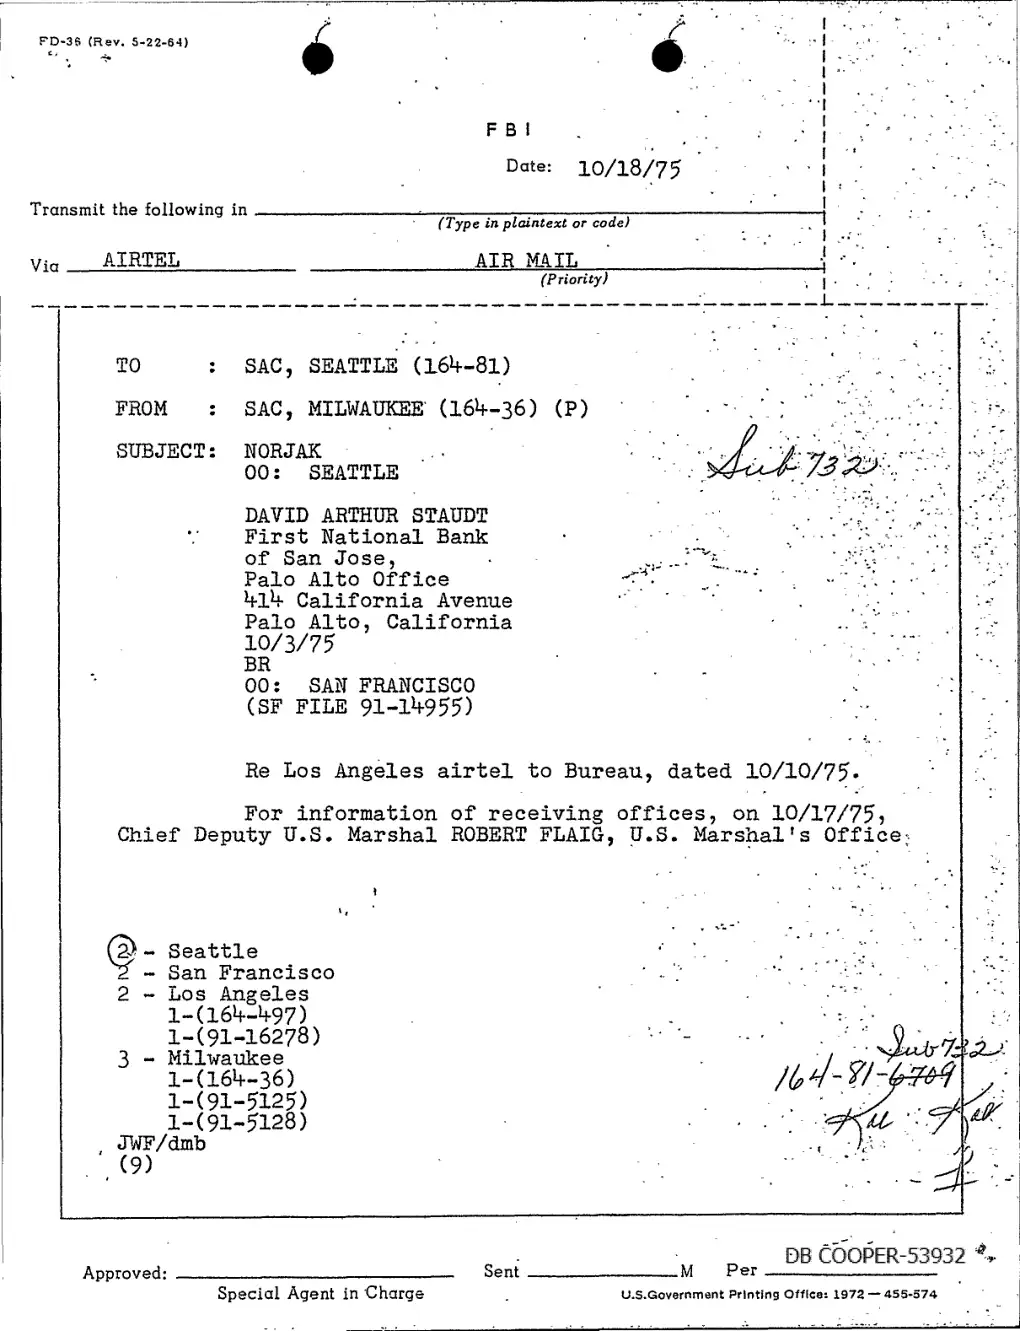 FD-36 (Rev. 5-22-64)
F B I
Date: 10/18/75
Transmit the following in
(Type in plaintext or code)
Via AIRTEL AIR MAIL
(Priority)
TO : SAC, SEATTLE (164-81)
FROM : SAC, MILWAUKEE (164-36) (P)
SUBJECT: NORJAK
OO: SEATTLE
Sub 732
DAVID ARTHUR STAUDT
First National Bank
of San Jose,
Palo Alto Office
414 California Avenue
Palo Alto, California
10/3/75
BR
OO: SAN FRANCISCO
(SF FILE 91-14955)
Re Los Angeles airtel to Bureau, dated 10/10/75.
For information of receiving offices, on 10/17/75,
Chief Deputy U.S. Marshal ROBERT FLAIG, U.S. Marshal's Office
2 - Seattle
2 - San Francisco
2 - Los Angeles
1-(164-497)
1-(91-16278)
3 - Milwaukee
1-(164-36)
1-(91-5125)
1-(91-5128)
JWF/dmb
(9)
Sub 732
164-81-6709
DB COOPER-53932
Approved: Sent M Per
Special Agent in Charge
U.S.Government Printing Office: 1972 — 455-574